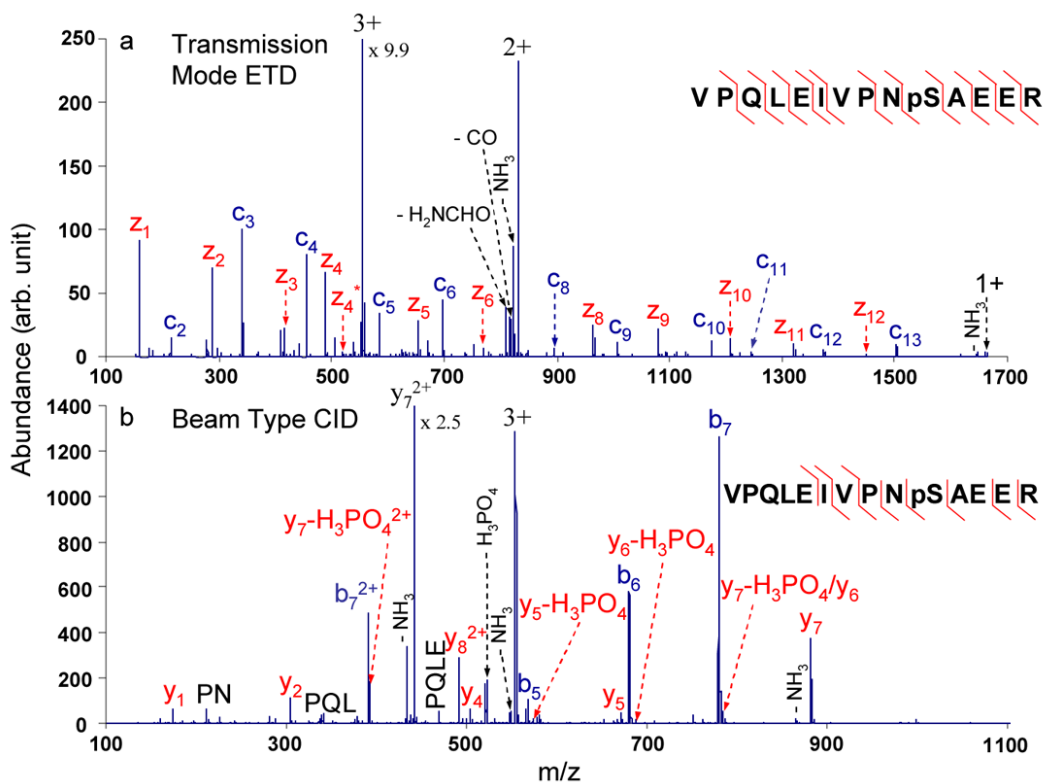 a Transmission Mode ETD
3+
x 9.9
2+
VPQLEIVPNpSAEER
- CO
NH3
- H2NCHO
z1
c2
z2
c3
z3
c4
z4
z4*
c5
z5
c6
z6
c8
z8
c9
z9
c10
z10
c11
z11
c12
z12
c13
NH3
1+
250
200
150
100
50
0
100 300 500 700 900 1100 1300 1500 1700
Abundance (arb. unit)
b Beam Type CID
y7 2+
x 2.5
3+
b7
VPQLEIVPNpSAEER
y7-H3PO4 2+
b7 2+
NH3
H3PO4
y6-H3PO4
b6
y5-H3PO4
y7-H3PO4/y6
y7
y1
PN
y2
PQL
PQLE
y8 2+
y4
NH3
b5
y5
NH3
1400
1200
1000
800
600
400
200
0
100 300 500 700 900 1100
m/z